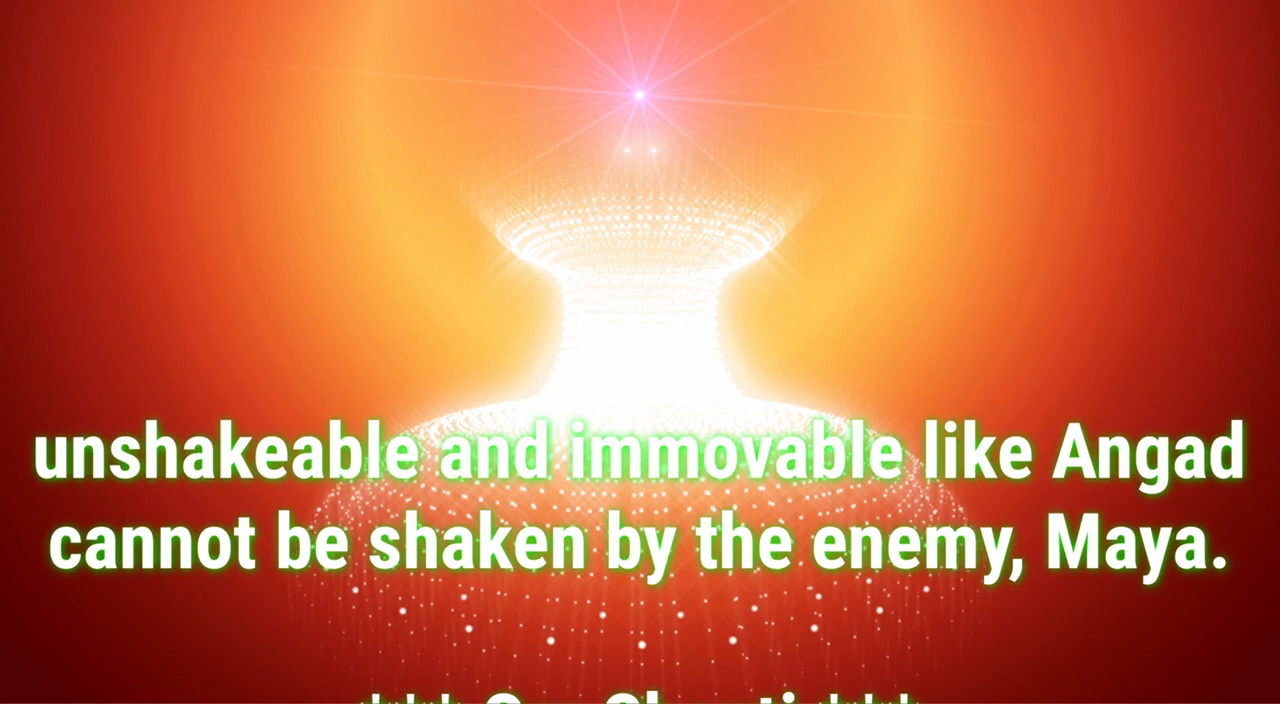 unshakeable and immovable like Angad
cannot be shaken by the enemy, Maya.